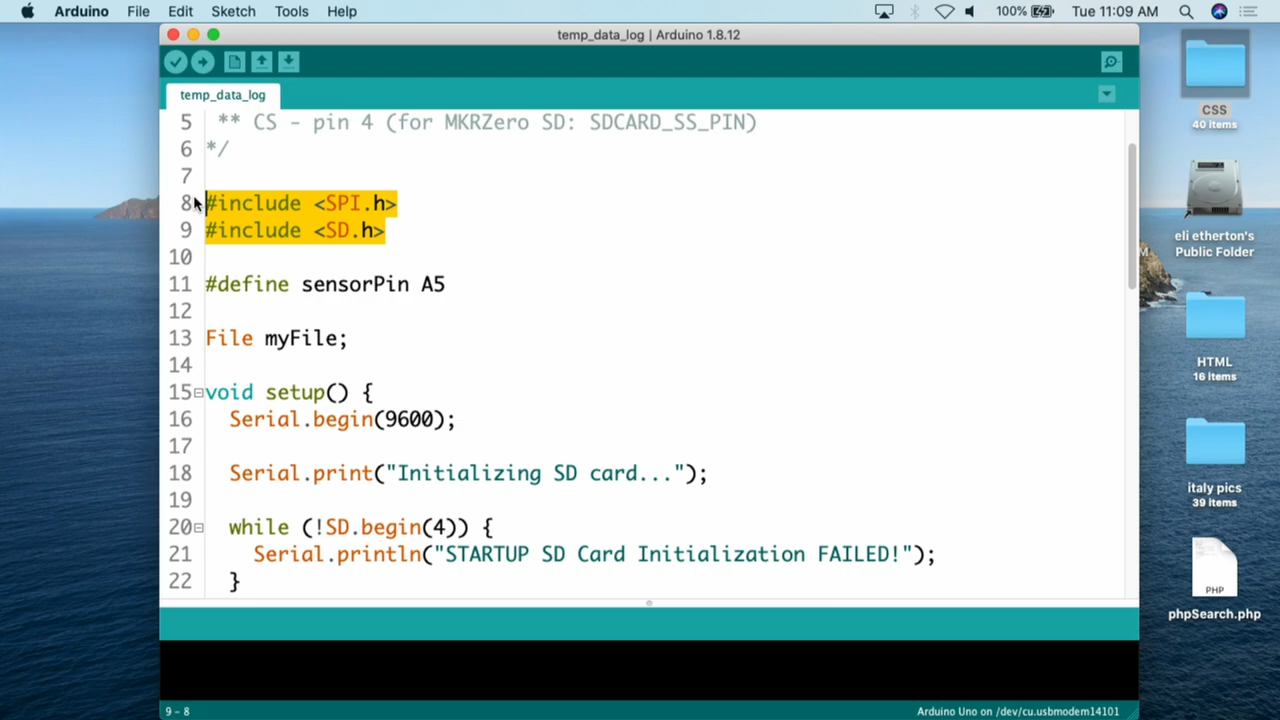 Arduino File Edit Sketch Tools Help 100% Tue 11:09 AM
temp_data_log | Arduino 1.8.12
temp_data_log
5 ** CS - pin 4 (for MKRZero SD: SDCARD_SS_PIN)
6 */
7
8 #include <SPI.h>
9 #include <SD.h>
10
11 #define sensorPin A5
12
13 File myFile;
14
15 void setup() {
16 Serial.begin(9600);
17
18 Serial.print("Initializing SD card...");
19
20 while (!SD.begin(4)) {
21 Serial.println("STARTUP SD Card Initialization FAILED!");
22 }
9 - 8
Arduino Uno on /dev/cu.usbmodem14101
CSS
40 items
eli etherton's
Public Folder
M
HTML
16 items
italy pics
39 items
PHP
phpSearch.php